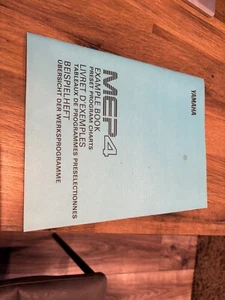 YAMAHA
MEP4
EXAMPLE BOOK
PRESET PROGRAM CHARTS
LIVRET D'EXEMPLES
TABLEAUX DE PROGRAMMES PRESELECTIONNES
BEISPIELHEFT
ÜBERSICHT DER WERKSPROGRAMME